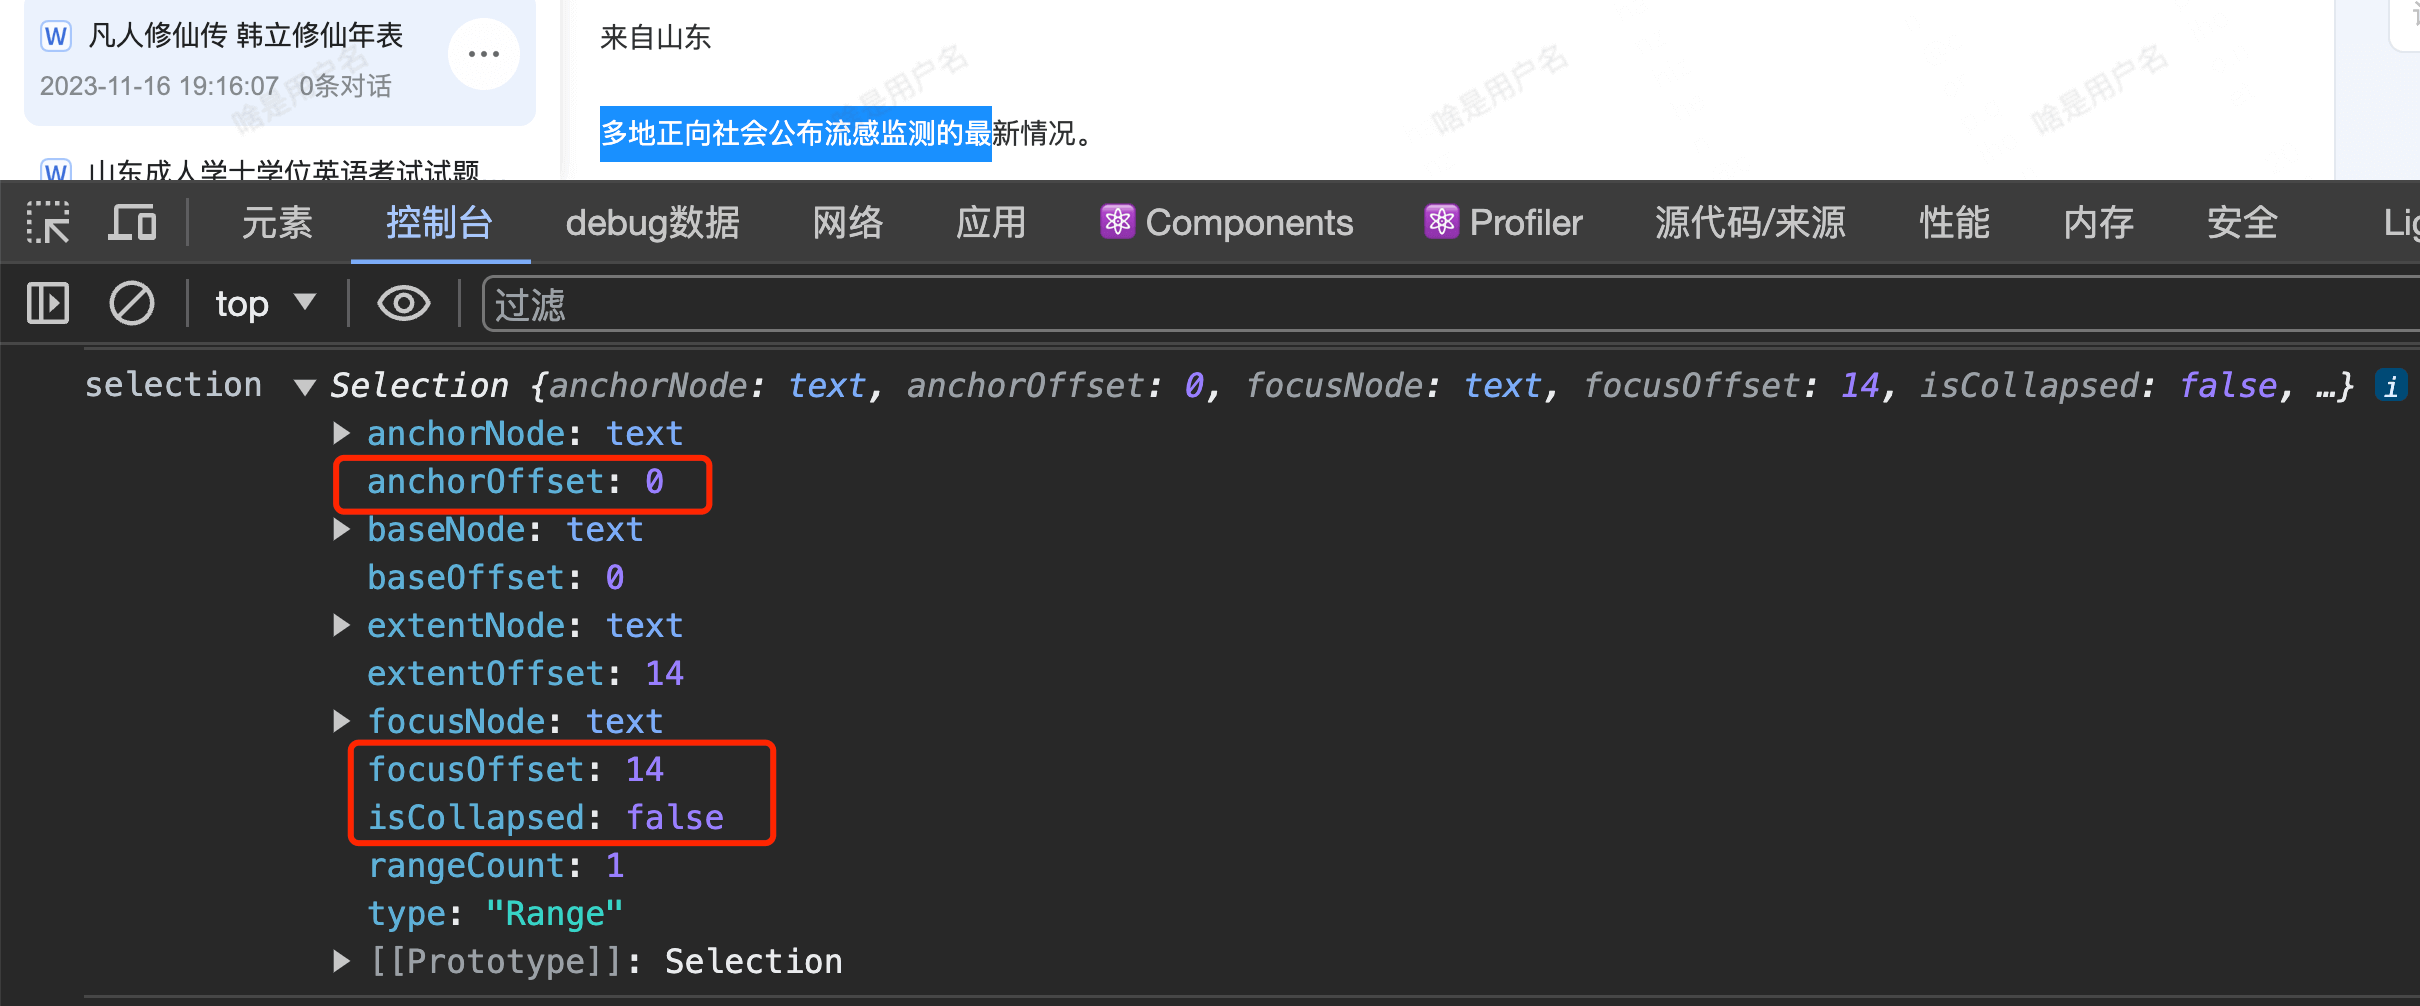 凡人修仙传 韩立修仙年表
2023-11-16 19:16:07 0条对话
山东成人学士学位英语考试试题...
来自山东
多地正向社会公布流感监测的最新情况。
啥是用户名
啥是用户名
啥是用户名
啥是用户名
元素 控制台 debug数据 网络 应用 Components Profiler 源代码/来源 性能 内存 安全 Lig
top 过滤
selection Selection {anchorNode: text, anchorOffset: 0, focusNode: text, focusOffset: 14, isCollapsed: false, …} i
anchorNode: text
anchorOffset: 0
baseNode: text
baseOffset: 0
extentNode: text
extentOffset: 14
focusNode: text
focusOffset: 14
isCollapsed: false
rangeCount: 1
type: "Range"
[[Prototype]]: Selection